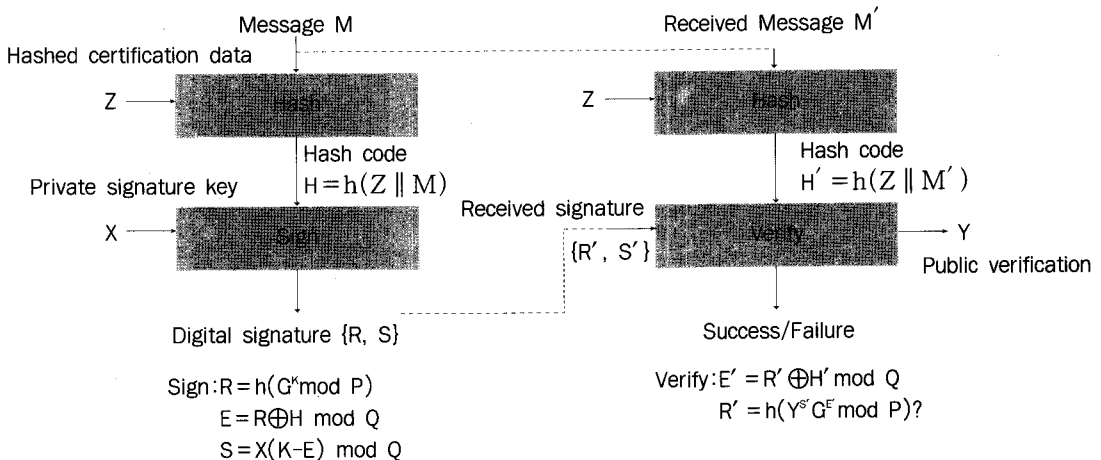 Message M
Hashed certification data
Z
Hash
Hash code
H=h(Z∥M)
Private signature key
X
Sign
Digital signature {R, S}
Sign:R=h(G^K mod P)
E=R⊕H mod Q
S=X(K-E) mod Q
Received Message M′
Z
Hash
Hash code
H′=h(Z∥M′)
Received signature
{R′, S′}
Verify
Y
Public verification
Success/Failure
Verify:E′=R′⊕H′ mod Q
R′=h(Y^S′ G^E′ mod P)?